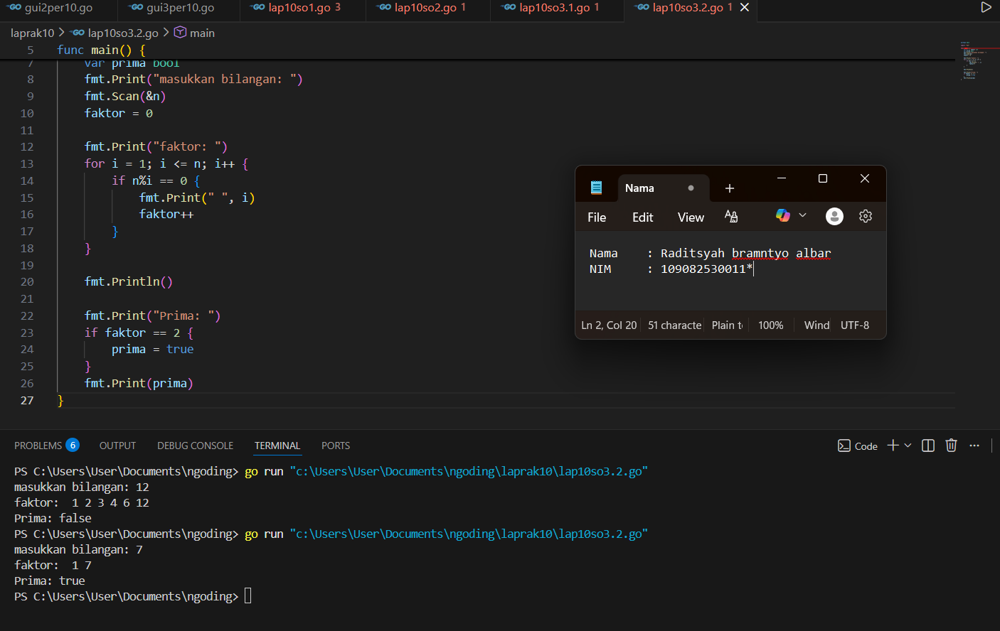 gui2per10.go gui3per10.go lap10so1.go 3 lap10so2.go 1 lap10so3.1.go 1 lap10so3.2.go 1
laprak10 > lap10so3.2.go > main
5 func main() {
7 var prima bool
8 fmt.Print("masukkan bilangan: ")
9 fmt.Scan(&n)
10 faktor = 0
11
12 fmt.Print("faktor: ")
13 for i = 1; i <= n; i++ {
14 if n%i == 0 {
15 fmt.Print(" ", i)
16 faktor++
17 }
18 }
19
20 fmt.Println()
21
22 fmt.Print("Prima: ")
23 if faktor == 2 {
24 prima = true
25 }
26 fmt.Print(prima)
27 }
Nama
File Edit View
Nama : Raditsyah bramntyo albar
NIM : 109082530011*
Ln 2, Col 20 51 characte Plain t 100% Wind UTF-8
PROBLEMS 6 OUTPUT DEBUG CONSOLE TERMINAL PORTS Code
PS C:\Users\User\Documents\ngoding> go run "c:\Users\User\Documents\ngoding\laprak10\lap10so3.2.go"
masukkan bilangan: 12
faktor:  1 2 3 4 6 12
Prima: false
PS C:\Users\User\Documents\ngoding> go run "c:\Users\User\Documents\ngoding\laprak10\lap10so3.2.go"
masukkan bilangan: 7
faktor:  1 7
Prima: true
PS C:\Users\User\Documents\ngoding>